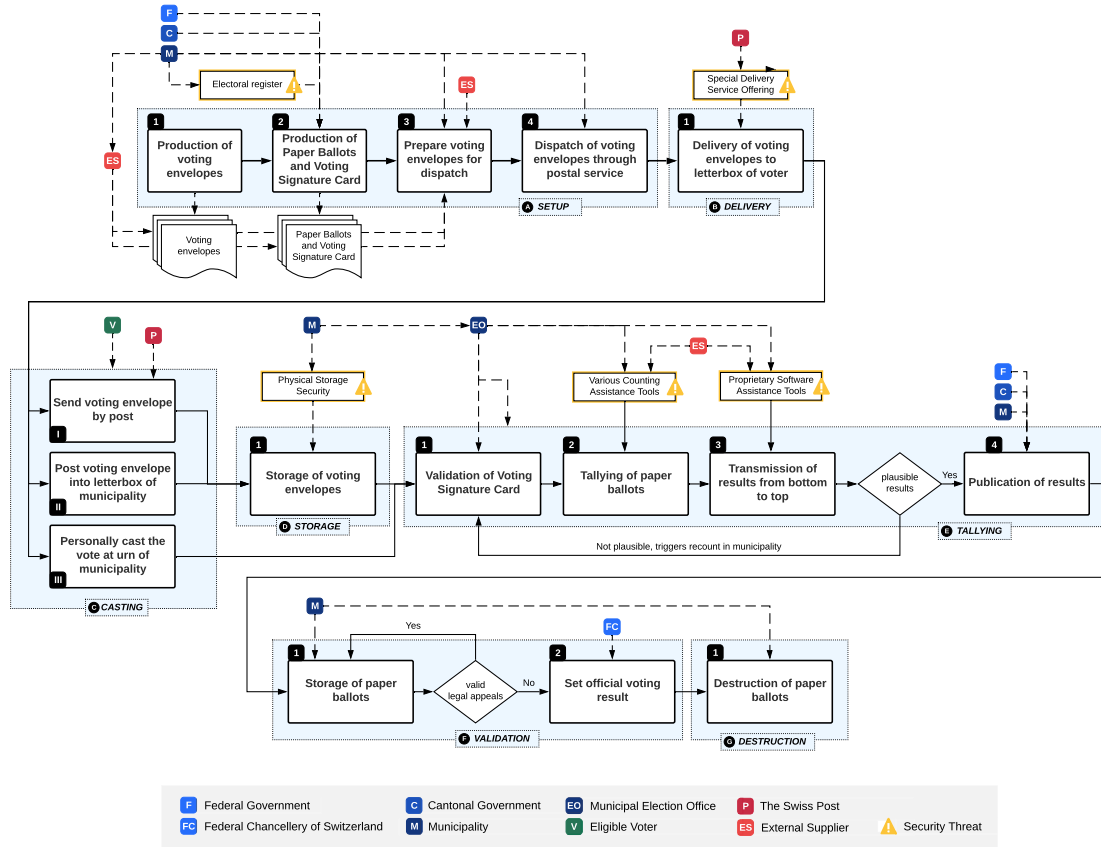 F
C
M
P
Electoral register
ES
Special Delivery
Service Offering
1
2
3
4
1
ES
Production of
voting
envelopes
Production of
Paper Ballots
and Voting
Signature Card
Prepare voting
envelopes for
dispatch
Dispatch of voting
envelopes through
postal service
Delivery of voting
envelopes to
letterbox of voter
A SETUP
B DELIVERY
Voting
envelopes
Paper Ballots
and Voting
Signature Card
V
P
M
EO
ES
Physical Storage
Security
Various Counting
Assistance Tools
Proprietary Software
Assistance Tools
F
C
M
Send voting envelope
by post
I
Post voting envelope
into letterbox of
municipality
II
Personally cast the
vote at urn of
municipality
III
C CASTING
1
Storage of voting
envelopes
D STORAGE
1
Validation of Voting
Signature Card
2
Tallying of paper
ballots
3
Transmission of
results from bottom
to top
plausible
results
Yes
4
Publication of results
E TALLYING
Not plausible, triggers recount in municipality
M
FC
Yes
1
Storage of paper
ballots
valid
legal appeals
No
2
Set official voting
result
1
Destruction of paper
ballots
F VALIDATION
G DESTRUCTION
F Federal Government
C Cantonal Government
EO Municipal Election Office
P The Swiss Post
FC Federal Chancellery of Switzerland
M Municipality
V Eligible Voter
ES External Supplier
Security Threat